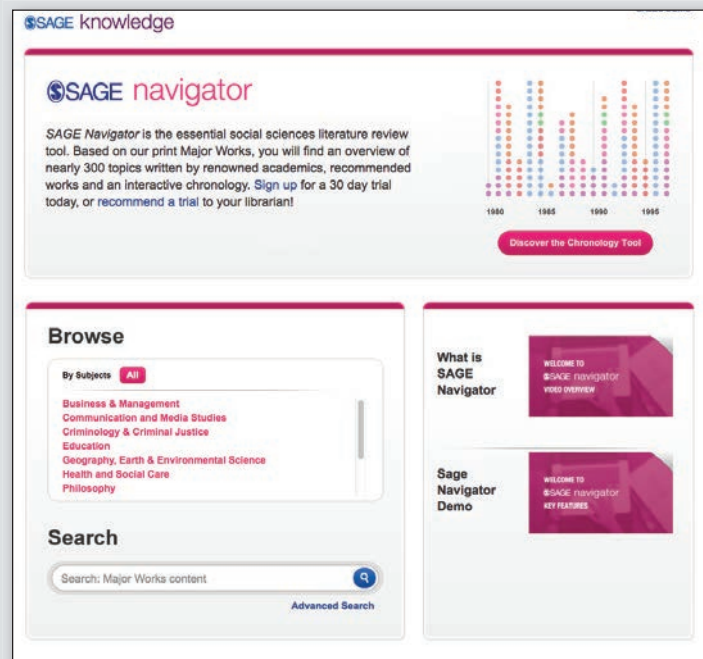 SAGE knowledge
SAGE navigator
SAGE Navigator is the essential social sciences literature review
tool. Based on our print Major Works, you will find an overview of
nearly 300 topics written by renowned academics, recommended
works and an interactive chronology. Sign up for a 30 day trial
today, or recommend a trial to your librarian!
1980 1985 1990 1995
Discover the Chronology Tool
Browse
By Subjects All
Business & Management
Communication and Media Studies
Criminology & Criminal Justice
Education
Geography, Earth & Environmental Science
Health and Social Care
Philosophy
Search
Search: Major Works content
Advanced Search
What is
SAGE
Navigator
WELCOME TO
SAGE navigator
VIDEO OVERVIEW
Sage
Navigator
Demo
WELCOME TO
SAGE navigator
KEY FEATURES